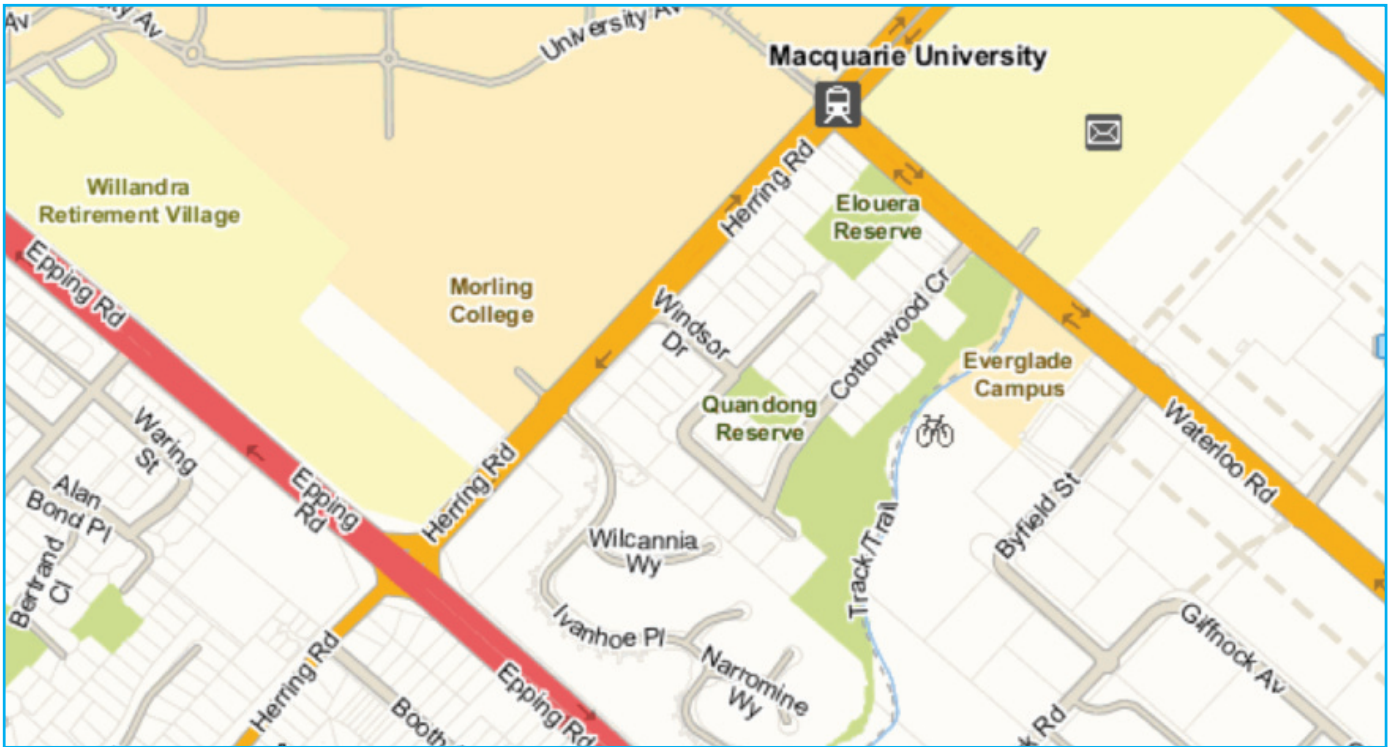 Av
University Av
Macquarie University
Willandra
Retirement Village
Elouera
Reserve
Herring Rd
Epping Rd
Morling
College
Windsor
Dr
Cottonwood Cr
Everglade
Campus
Quandong
Reserve
Waring
St
Waterloo Rd
Alan
Bond Pl
Epping
Rd
Herring Rd
Byfield St
Wilcannia
Wy
Track/Trail
Bertrand
Cl
Ivanhoe Pl
Giffnock Av
Narromine
Wy
Herring Rd
Epping Rd
Booth
k Rd